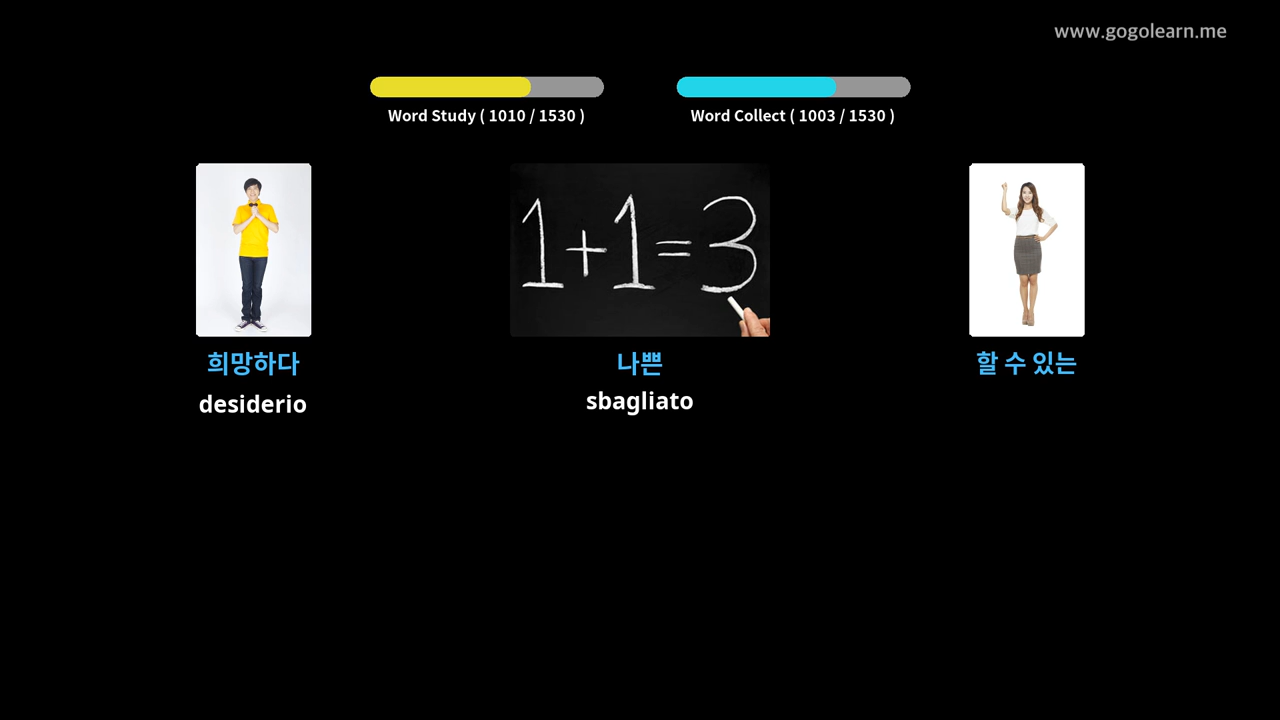 www.gogolearn.me
Word Study ( 1010 / 1530 )
Word Collect ( 1003 / 1530 )
1+1=3
희망하다
나쁜
할 수 있는
desiderio
sbagliato